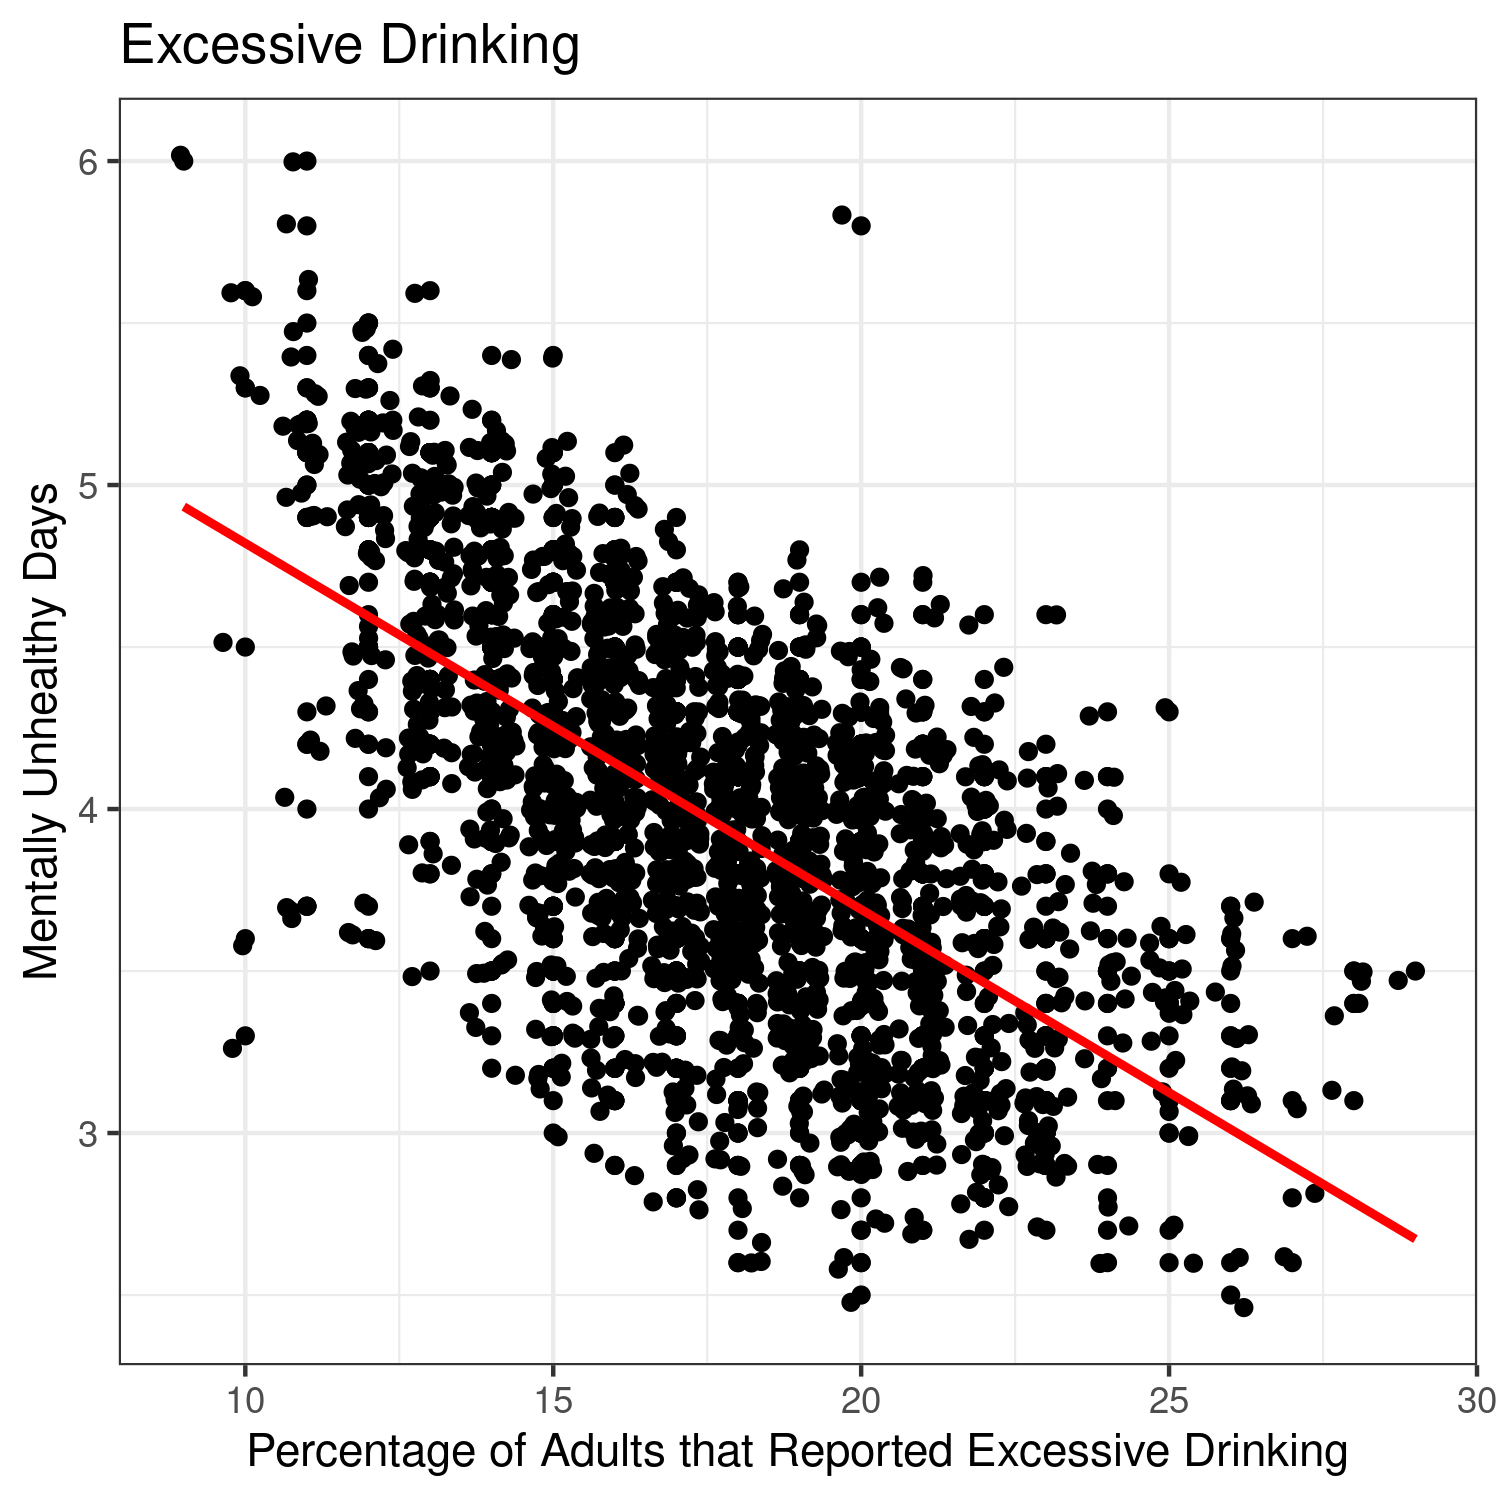 Excessive Drinking
6
5
4
3
Mentally Unhealthy Days
10 15 20 25 30
Percentage of Adults that Reported Excessive Drinking